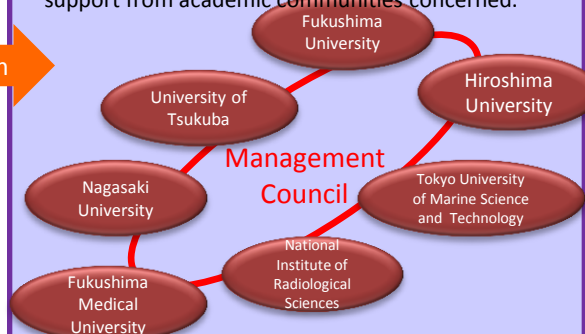 support from academic communities concerned.
Fukushima
University
Hiroshima
University
University of
Tsukuba
Management
Council
Tokyo University
of Marine Science
and Technology
Nagasaki
University
National
Institute of
Radiological
Sciences
Fukushima
Medical
University